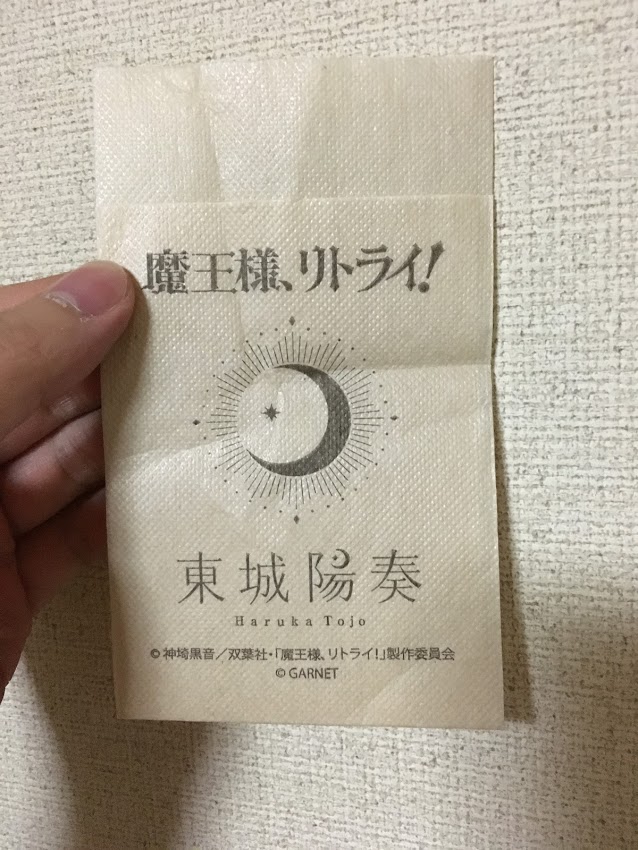 魔王様、リトライ!
東城陽奏
Haruka Tojo
©神埼黒音/双葉社・「魔王様、リトライ!」製作委員会
©GARNET